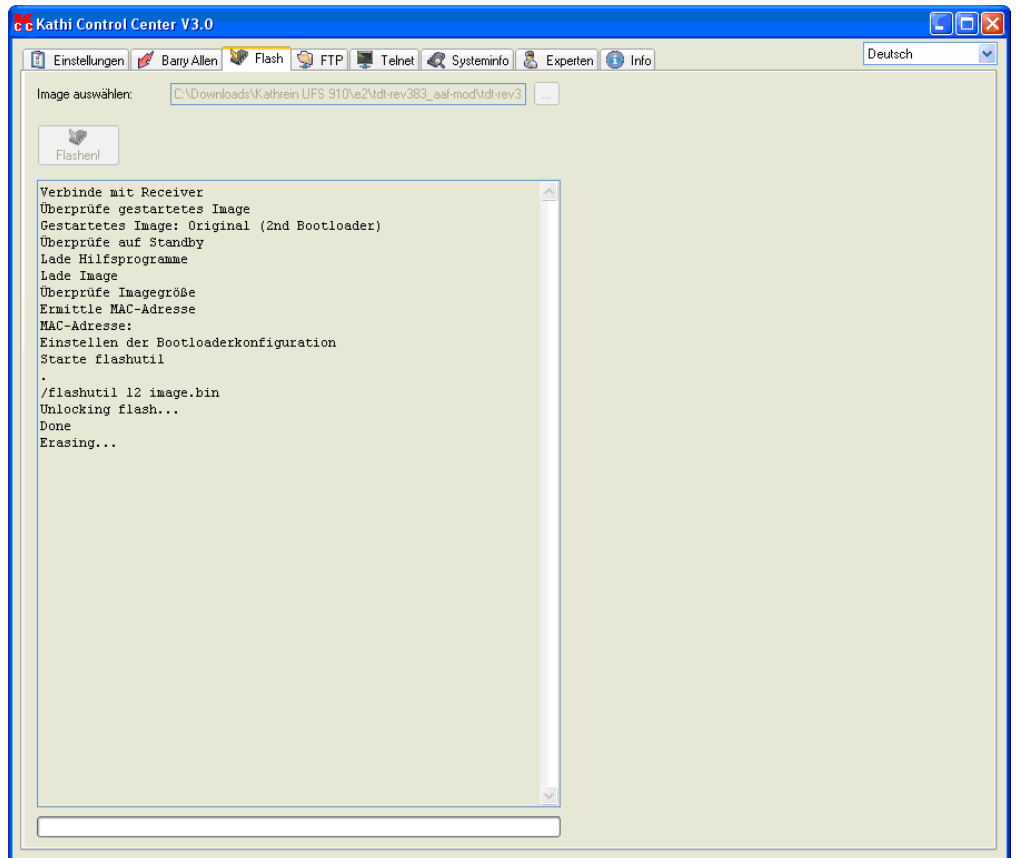 Kathi Control Center V3.0
Einstellungen Barry Allen Flash FTP Telnet Systeminfo Experten Info Deutsch
Image auswählen: C:\Downloads\Kathrein UFS 910\e2\tdt-rev383_aaf-mod\tdt-rev3 ...
Flashen!
Verbinde mit Receiver
Überprüfe gestartetes Image
Gestartetes Image: Original (2nd Bootloader)
Überprüfe auf Standby
Lade Hilfsprogramme
Lade Image
Überprüfe Imagegröße
Ermittle MAC-Adresse
MAC-Adresse:
Einstellen der Bootloaderkonfiguration
Starte flashutil
.
/flashutil 12 image.bin
Unlocking flash...
Done
Erasing...